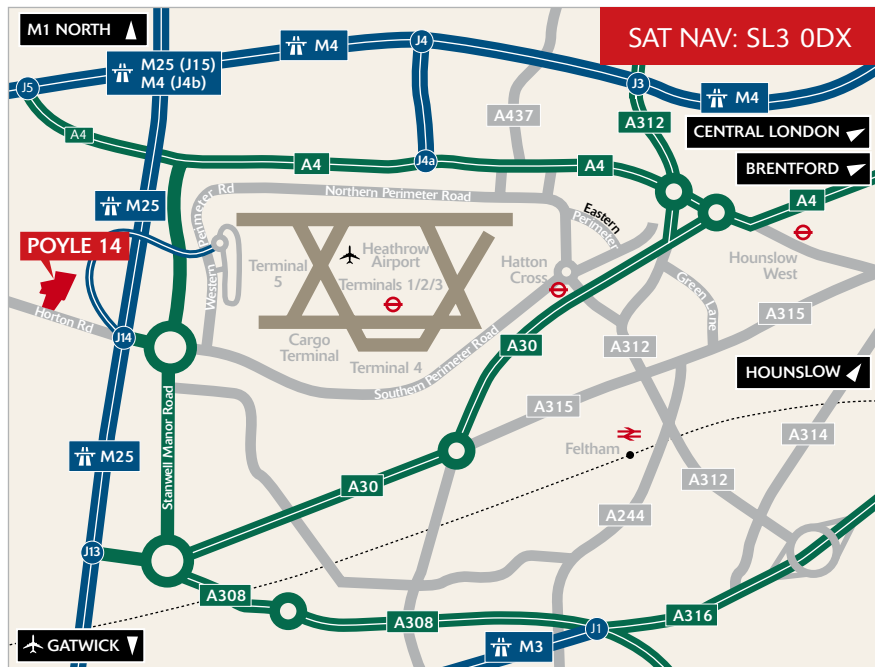 M1 NORTH
SAT NAV: SL3 0DX
J4
M4
M25 (J15)
M4 (J4b)
J5
J3
M4
A437
A312
A4
CENTRAL LONDON
J4a
A4
A4
BRENTFORD
Perimeter Rd
Northern Perimeter Road
A4
M25
Eastern
Perimeter
POYLE 14
Heathrow
Airport
Hatton
Cross
Hounslow
West
Terminal
5
Terminals 1/2/3
Western
Green Lane
Horton Rd
A315
J14
Cargo
Terminal
A30
A312
Terminal 4
Southern Perimeter Road
HOUNSLOW
Stanwell Manor Road
A315
A314
Feltham
M25
A312
A30
A244
J13
A308
A308
A316
J1
GATWICK
M3